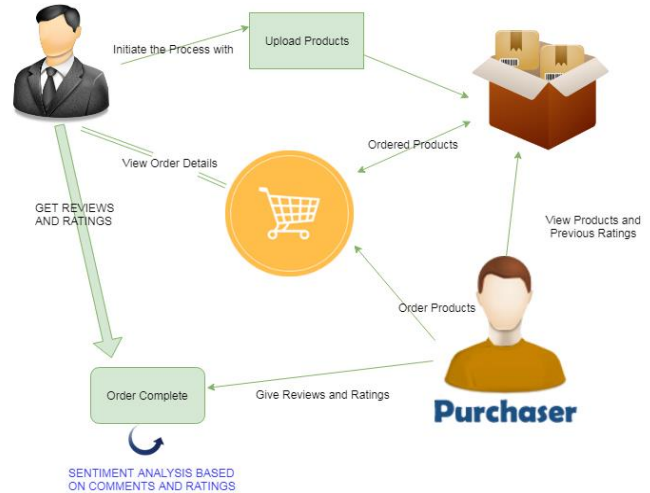 Initiate the Process with
Upload Products
Ordered Products
View Order Details
GET REVIEWS
AND RATINGS
View Products and
Previous Ratings
Order Products
Order Complete
Give Reviews and Ratings
Purchaser
SENTIMENT ANALYSIS BASED
ON COMMENTS AND RATINGS